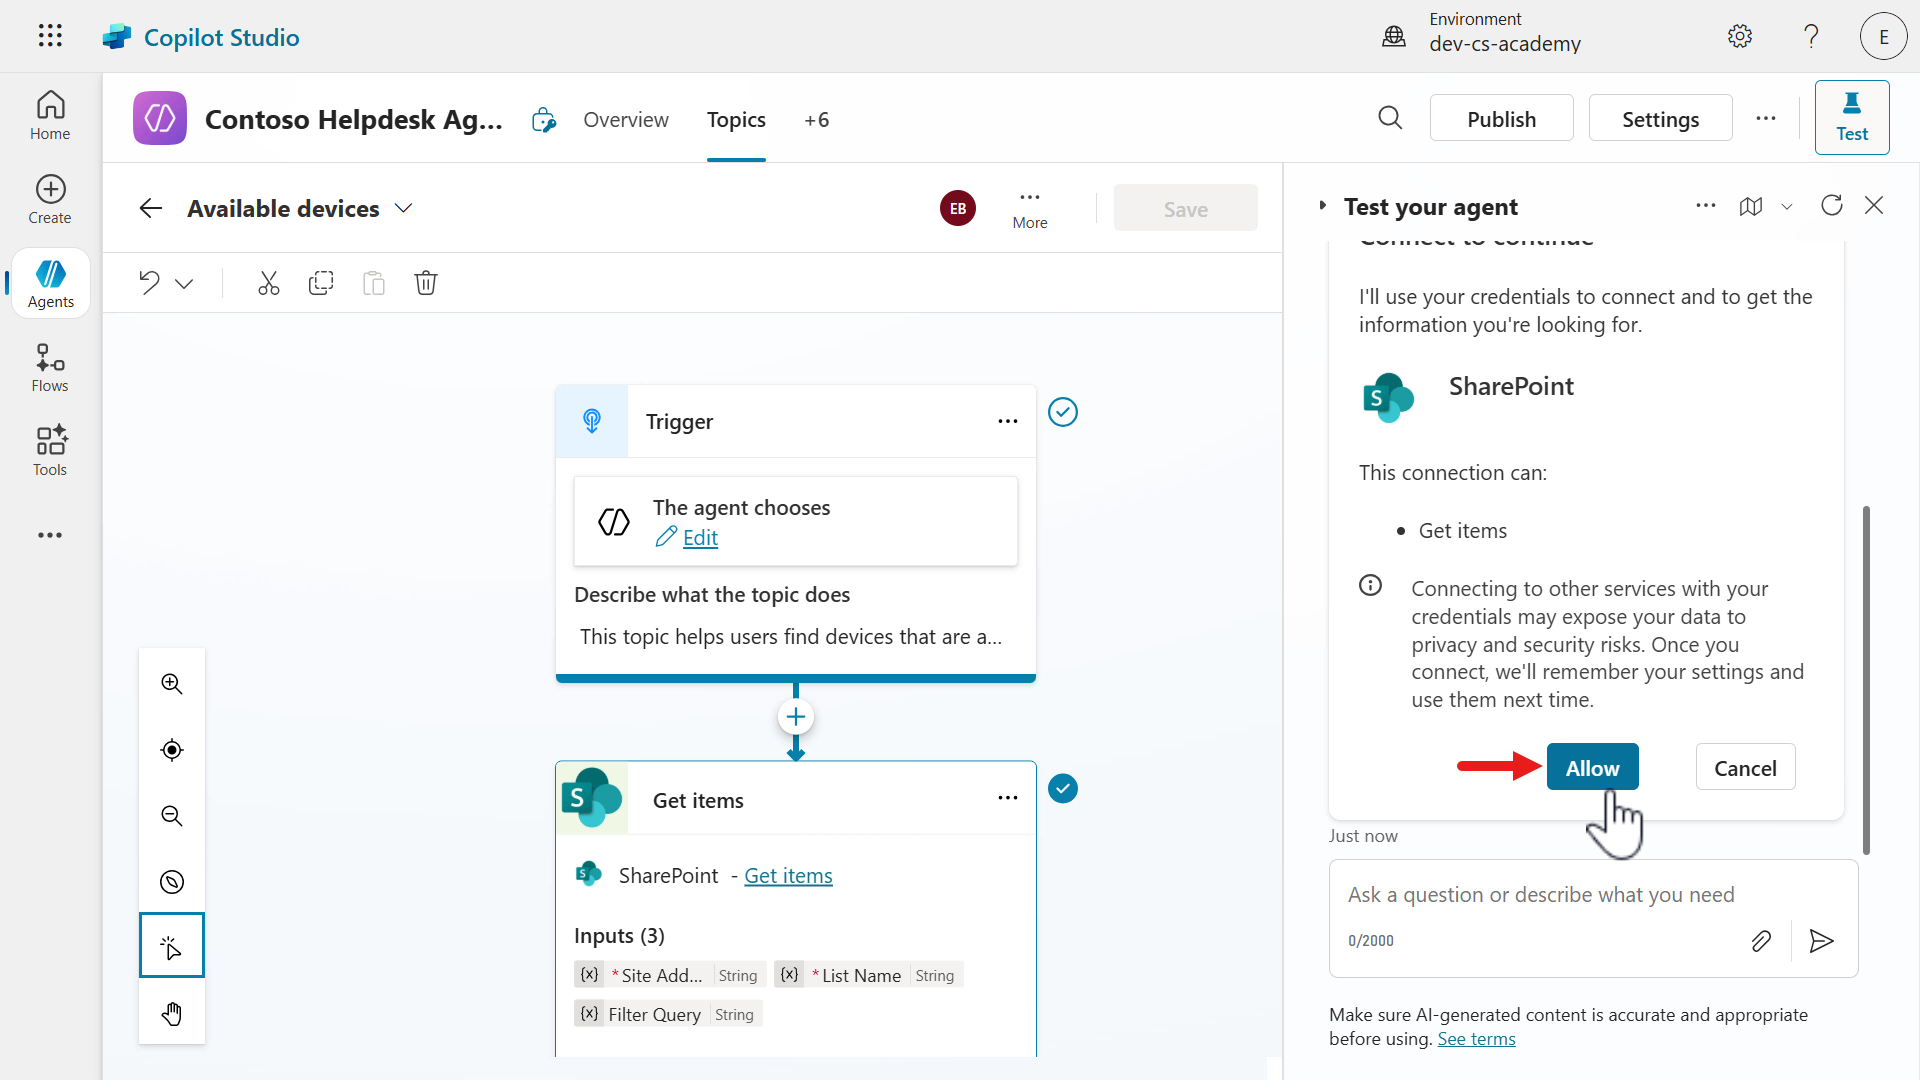 Copilot Studio
Environment
dev-cs-academy
E
Home
Create
Agents
Flows
Tools
Contoso Helpdesk Ag...
Overview
Topics
+6
Publish
Settings
Test
Available devices
EB
More
Save
Trigger
The agent chooses
Edit
Describe what the topic does
This topic helps users find devices that are a...
S
Get items
S
SharePoint - Get items
Inputs (3)
{x} *Site Add... String {x} *List Name String
{x} Filter Query String
Test your agent
Connect to continue
I'll use your credentials to connect and to get the
information you're looking for.
S
SharePoint
This connection can:
• Get items
Connecting to other services with your
credentials may expose your data to
privacy and security risks. Once you
connect, we'll remember your settings and
use them next time.
Allow
Cancel
Just now
Ask a question or describe what you need
0/2000
Make sure AI-generated content is accurate and appropriate
before using. See terms